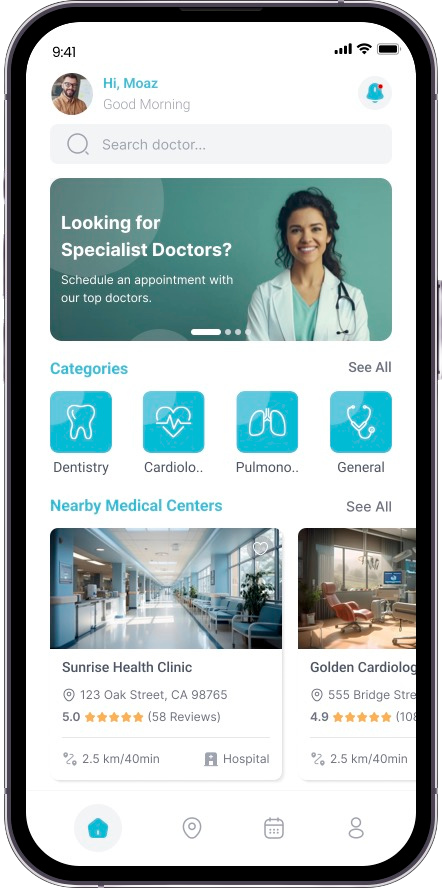 9:41
Hi, Moaz
Good Morning
Search doctor...
Looking for
Specialist Doctors?
Schedule an appointment with
our top doctors.
Categories
See All
Dentistry
Cardiolo..
Pulmono..
General
Nearby Medical Centers
See All
Sunrise Health Clinic
123 Oak Street, CA 98765
5.0 (58 Reviews)
2.5 km/40min
Hospital
Golden Cardiolog
555 Bridge Stre
4.9 (108
2.5 km/40min